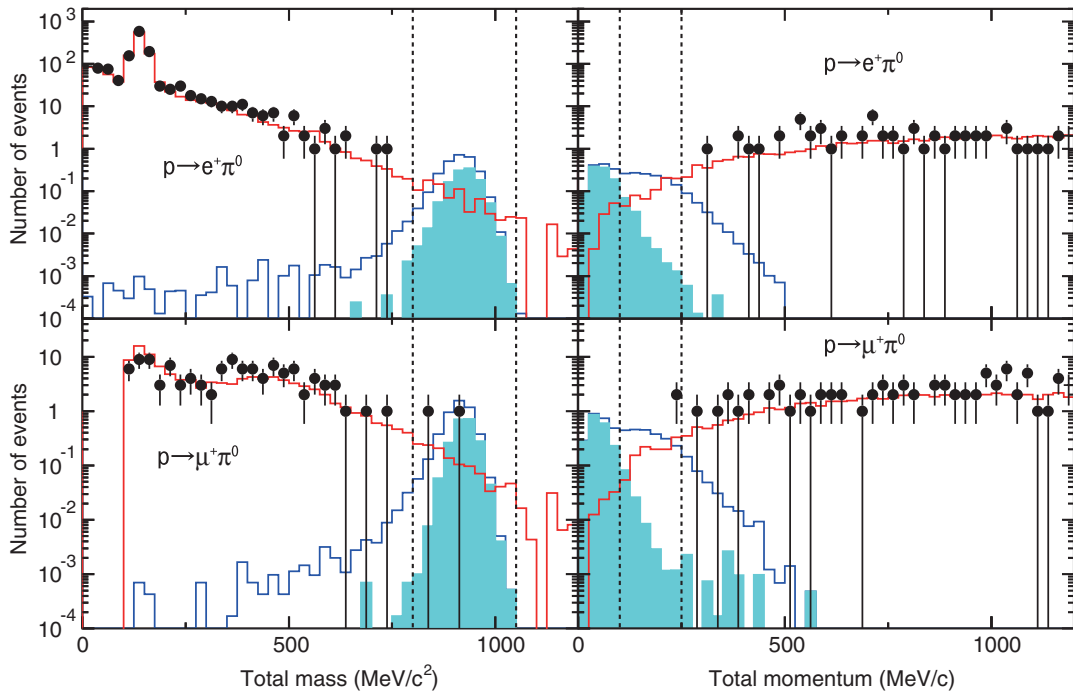 Number of events
10³
10²
10
1
10⁻¹
10⁻²
10⁻³
10⁻⁴
p→e⁺π⁰
p→e⁺π⁰
Number of events
10
1
10⁻¹
10⁻²
10⁻³
10⁻⁴
p→μ⁺π⁰
p→μ⁺π⁰
0 500 1000 0 500 1000
Total mass (MeV/c²) Total momentum (MeV/c)